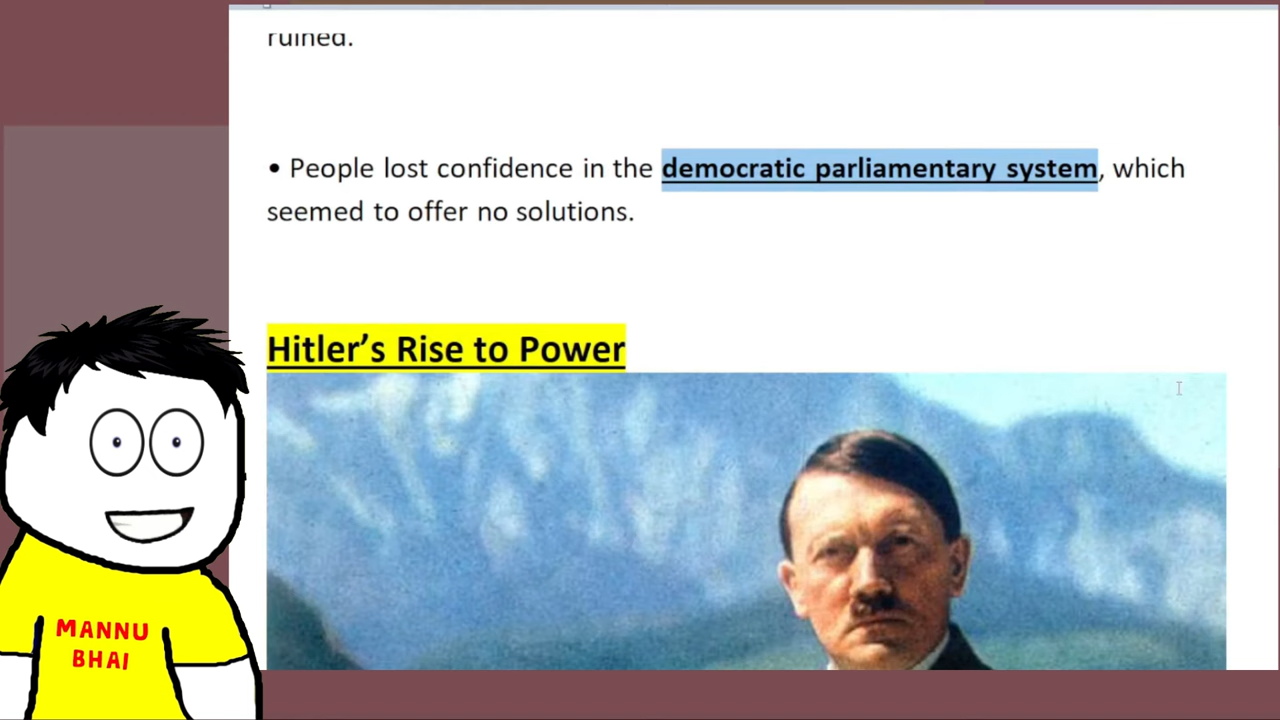 ruined.
• People lost confidence in the democratic parliamentary system, which
seemed to offer no solutions.
Hitler’s Rise to Power
MANNU
BHAI